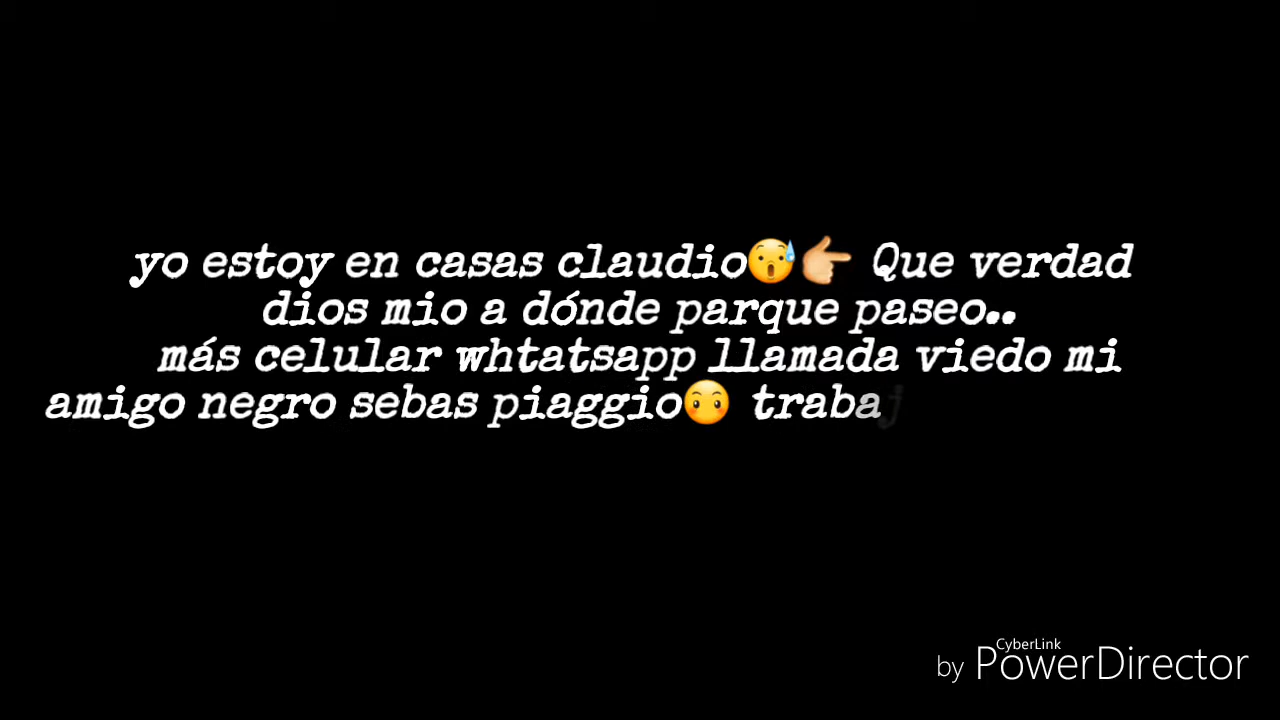 yo estoy en casas claudio😰👉 Que verdad
dios mio a dónde parque paseo..
más celular whtatsapp llamada viedo mi
amigo negro sebas piaggio😶 trabaj
CyberLink
by PowerDirector